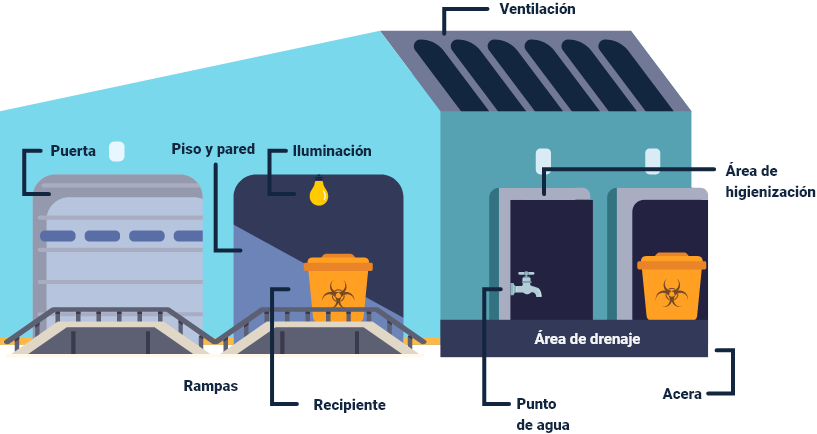 Ventilación
Puerta
Piso y pared
Iluminación
Área de
higienización
Área de drenaje
Rampas
Recipiente
Punto
de agua
Acera